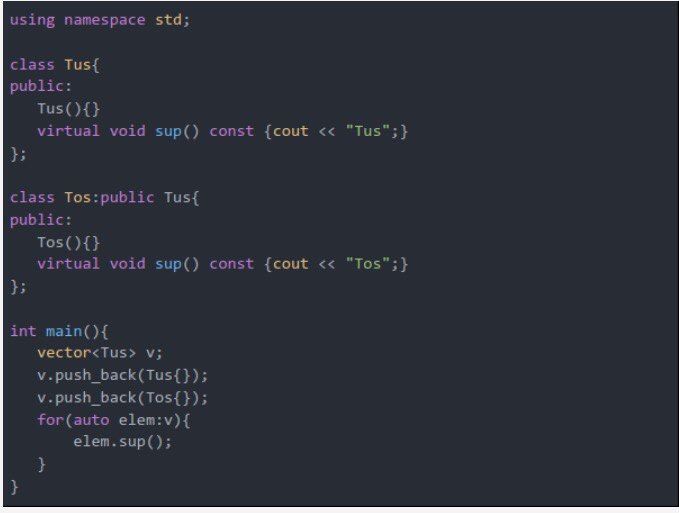 using namespace std;
class Tus{
public:
Tus(){}
virtual void sup() const {cout << "Tus";}
};
class Tos:public Tus{
public:
Tos(){}
virtual void sup() const {cout << "Tos";}
};
int main(){
vector<Tus> v;
v.push_back(Tus{});
v.push_back(Tos{});
for(auto elem:v){
elem.sup();
}
}